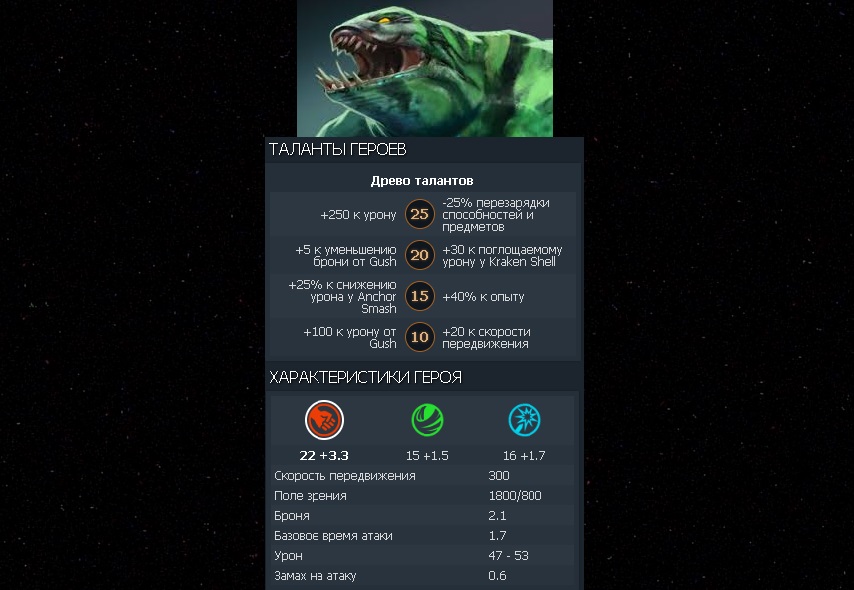 ТАЛАНТЫ ГЕРОЕВ
Древо талантов
+250 к урону
25
-25% перезарядки
способностей и
предметов
+5 к уменьшению
брони от Gush
20
+30 к поглощаемому
урону у Kraken Shell
+25% к снижению
урона у Anchor
Smash
15
+40% к опыту
+100 к урону от
Gush
10
+20 к скорости
передвижения
ХАРАКТЕРИСТИКИ ГЕРОЯ
22 +3.3 15 +1.5 16 +1.7
Скорость передвижения 300
Поле зрения 1800/800
Броня 2.1
Базовое время атаки 1.7
Урон 47 - 53
Замах на атаку 0.6